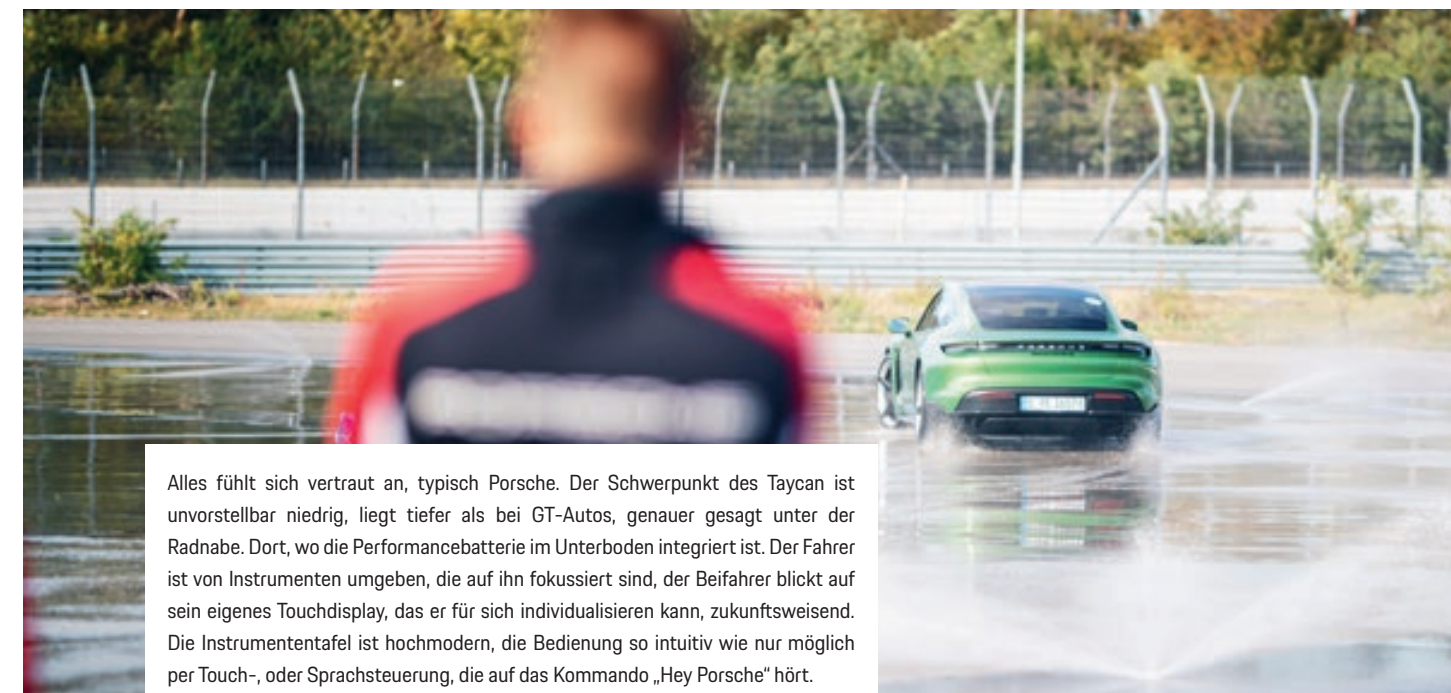 PORSCHE
Alles fühlt sich vertraut an, typisch Porsche. Der Schwerpunkt des Taycan ist
unvorstellbar niedrig, liegt tiefer als bei GT-Autos, genauer gesagt unter der
Radnabe. Dort, wo die Performancebatterie im Unterboden integriert ist. Der Fahrer
ist von Instrumenten umgeben, die auf ihn fokussiert sind, der Beifahrer blickt auf
sein eigenes Touchdisplay, das er für sich individualisieren kann, zukunftsweisend.
Die Instrumententafel ist hochmodern, die Bedienung so intuitiv wie nur möglich
per Touch-, oder Sprachsteuerung, die auf das Kommando „Hey Porsche“ hört.